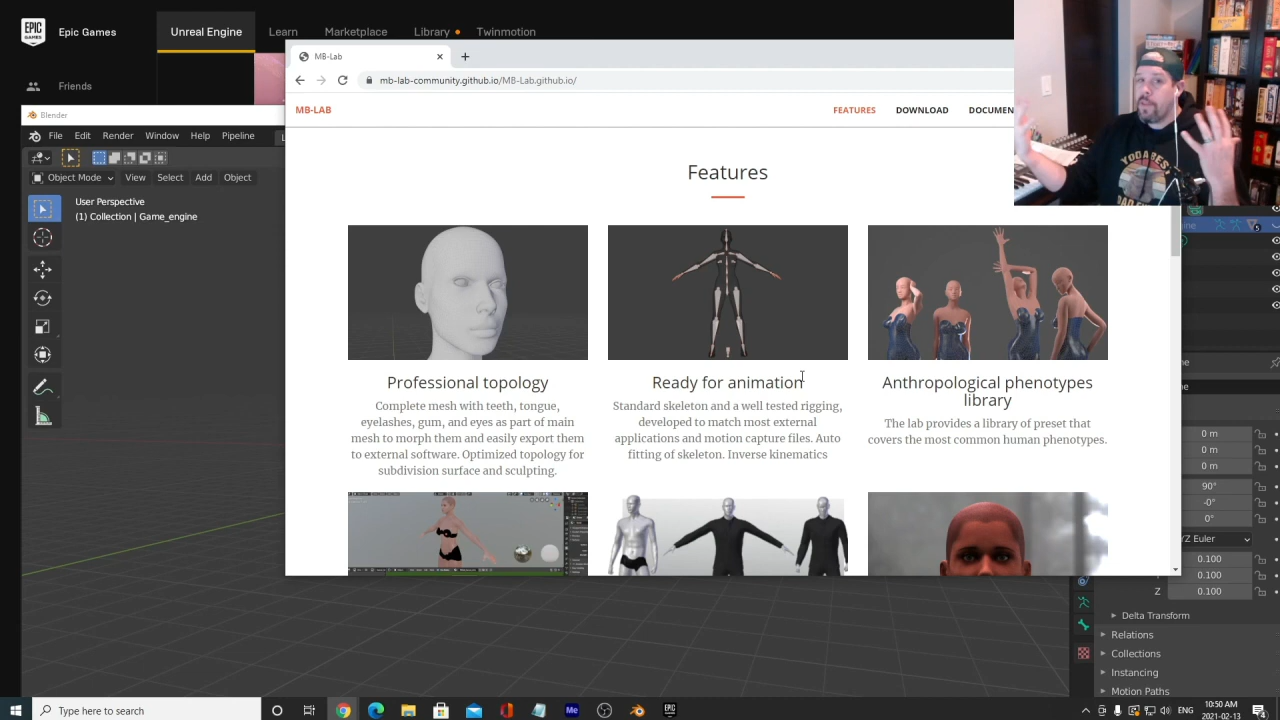 EPIC GAMES
Epic Games
Unreal Engine
Learn
Marketplace
Library
Twinmotion
Friends
MB-Lab
mb-lab-community.github.io/MB-Lab.github.io/
MB-LAB
FEATURES
DOWNLOAD
DOCUMEN
Blender
File
Edit
Render
Window
Help
Pipeline
L
Object Mode
View
Select
Add
Object
User Perspective
(1) Collection | Game_engine
Features
Professional topology
Complete mesh with teeth, tongue,
eyelashes, gum, and eyes as part of main
mesh to morph them and easily export them
to external software. Optimized topology for
subdivision surface and sculpting.
Ready for animation
Standard skeleton and a well tested rigging,
developed to match most external
applications and motion capture files. Auto
fitting of skeleton. Inverse kinematics
Anthropological phenotypes
library
The lab provides a library of preset that
covers the most common human phenotypes.
YODA BEST
0 m
0 m
0 m
90°
-0°
0°
YZ Euler
0.100
0.100
Z 0.100
Delta Transform
Relations
Collections
Instancing
Motion Paths
Type here to search
10:50 AM
2021-02-13